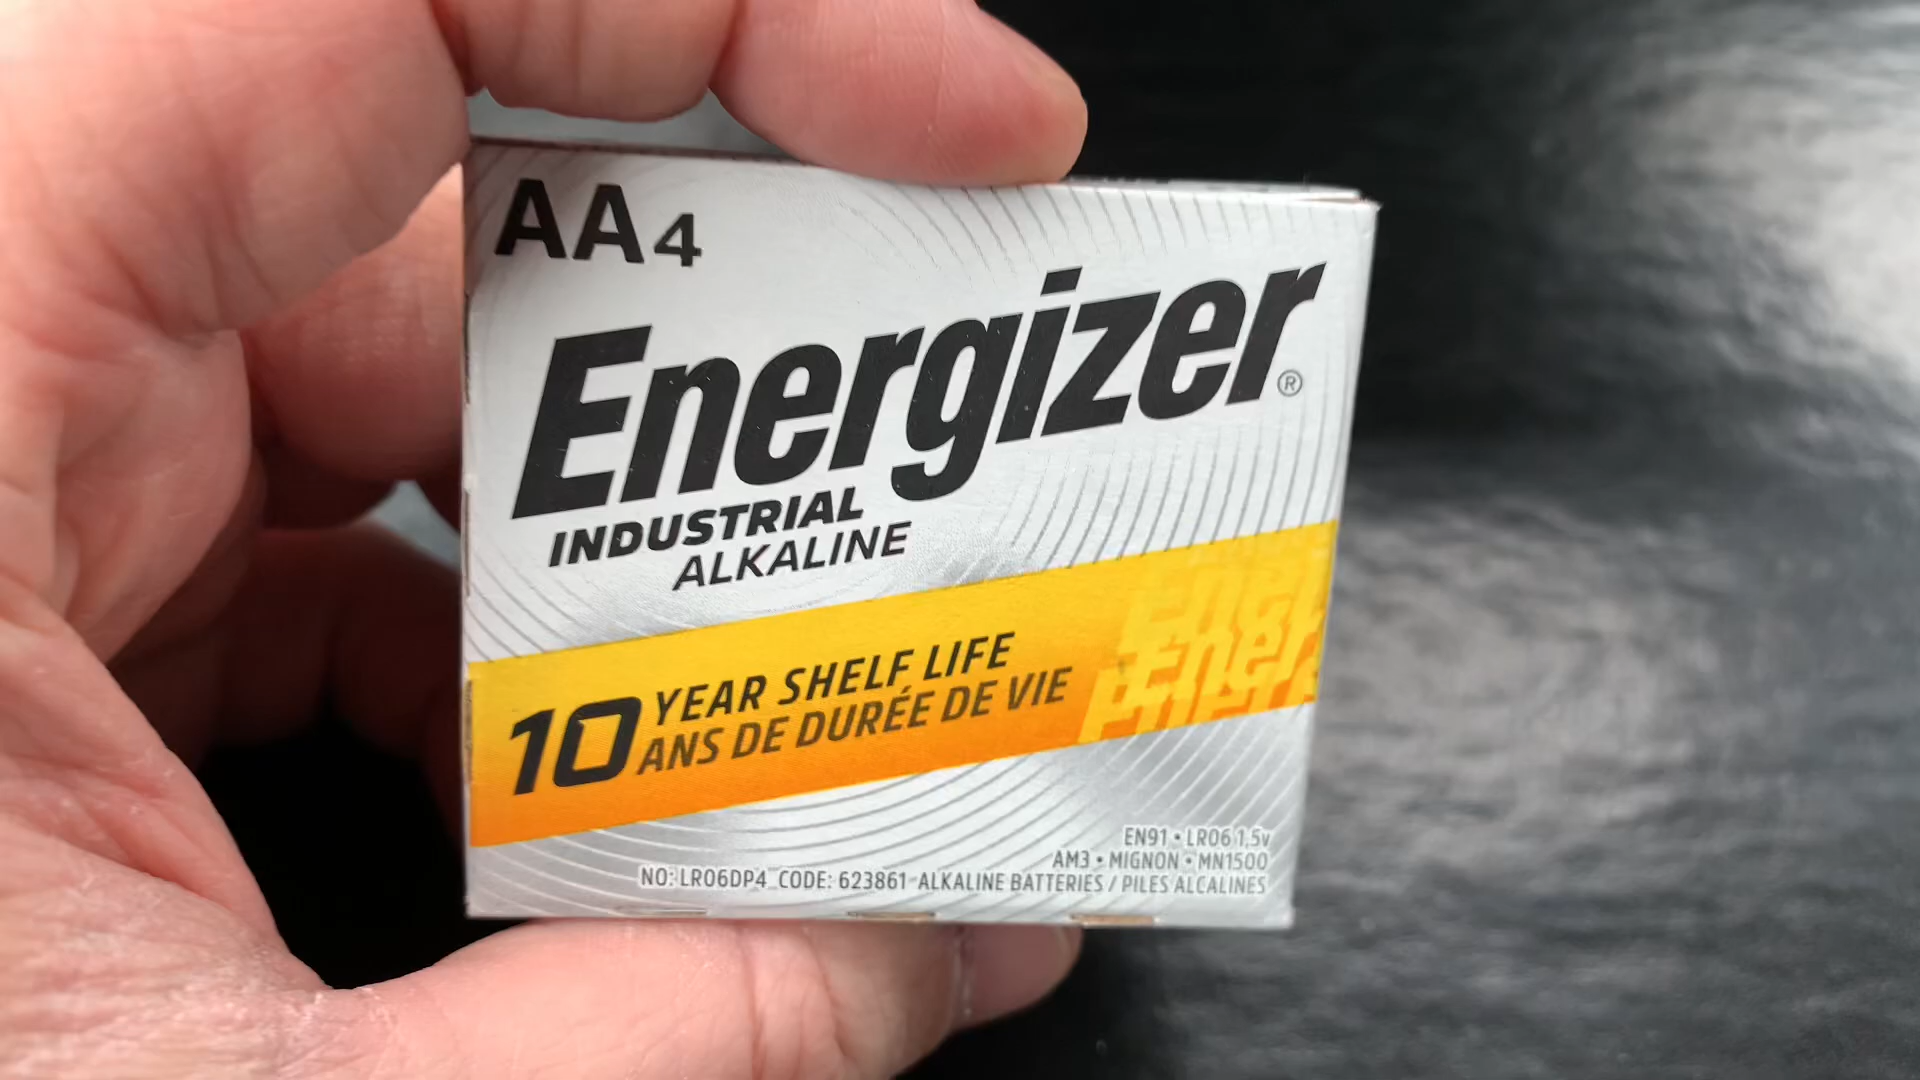 AA4
Energizer®
INDUSTRIAL
ALKALINE
10 YEAR SHELF LIFE
ANS DE DURÉE DE VIE
EN91 • LR06 1,5v
AM3 • MIGNON • MN1500
NO: LR06DP4 CODE: 623861 ALKALINE BATTERIES / PILES ALCALINES